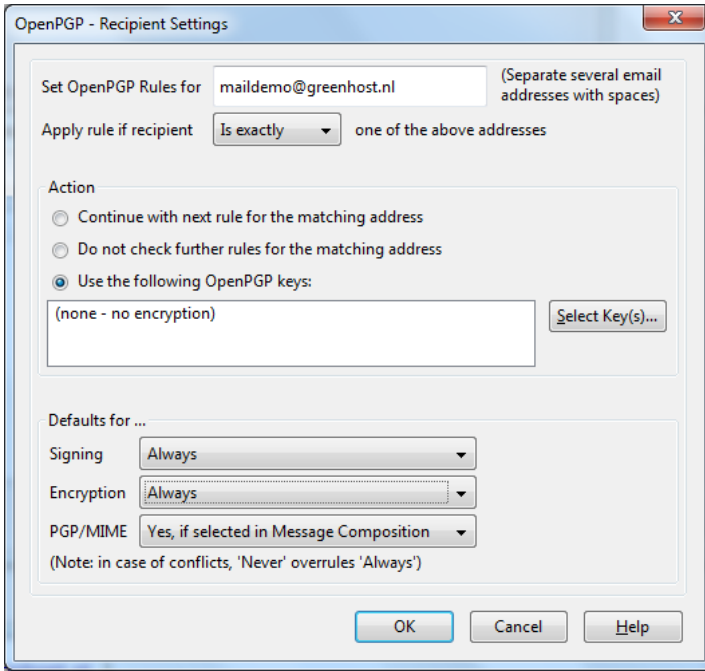 OpenPGP - Recipient Settings
Set OpenPGP Rules for maildemo@greenhost.nl (Separate several email
addresses with spaces)
Apply rule if recipient Is exactly one of the above addresses
Action
Continue with next rule for the matching address
Do not check further rules for the matching address
Use the following OpenPGP keys:
(none - no encryption) Select Key(s)...
Defaults for ...
Signing Always
Encryption Always
PGP/MIME Yes, if selected in Message Composition
(Note: in case of conflicts, 'Never' overrules 'Always')
OK Cancel Help